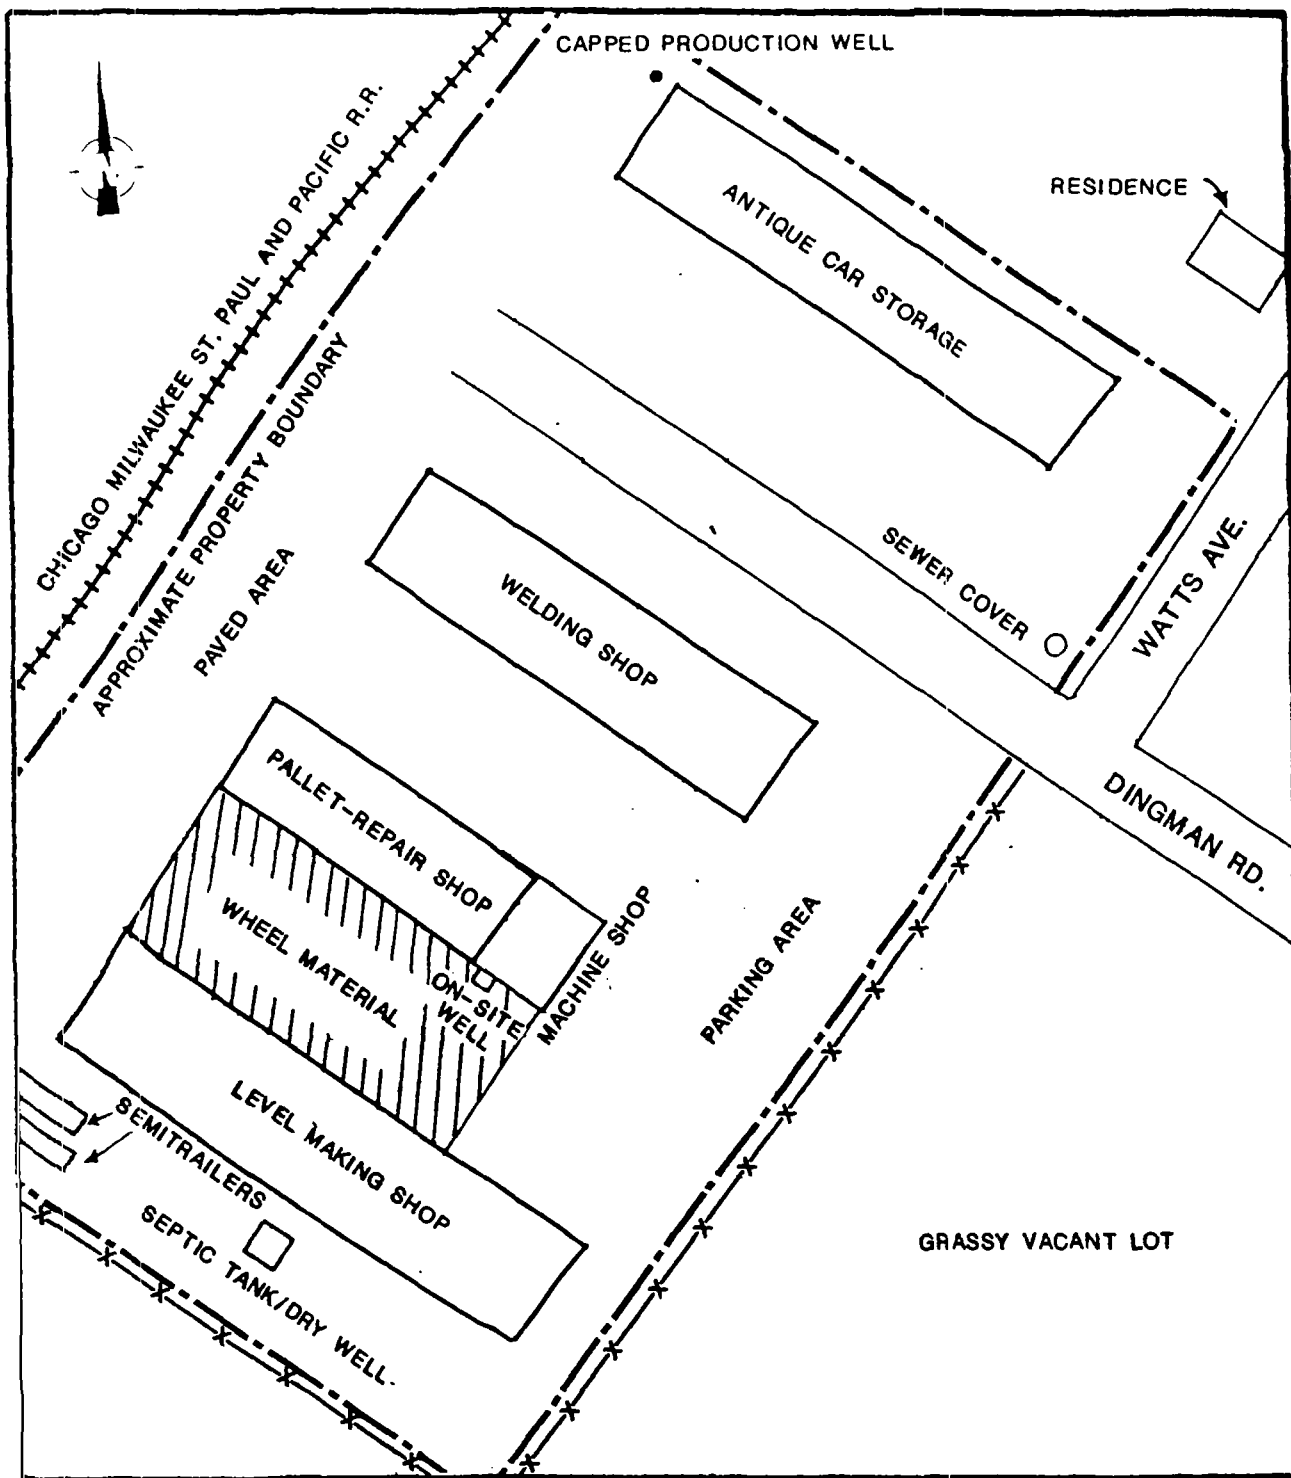 CAPPED PRODUCTION WELL
CHICAGO MILWAUKEE ST. PAUL AND PACIFIC R.R.
RESIDENCE
ANTIQUE CAR STORAGE
APPROXIMATE PROPERTY BOUNDARY
PAVED AREA
SEWER COVER
WATTS AVE.
WELDING SHOP
DINGMAN RD.
PALLET-REPAIR SHOP
WHEEL MATERIAL
ON-SITE
WELL
MACHINE SHOP
PARKING AREA
LEVEL MAKING SHOP
SEMITRAILERS
SEPTIC TANK/DRY WELL
GRASSY VACANT LOT